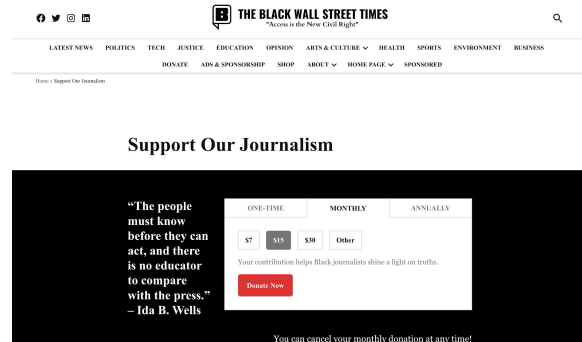 THE BLACK WALL STREET TIMES
"Access is the New Civil Right"
LATEST NEWS POLITICS TECH JUSTICE EDUCATION OPINION ARTS & CULTURE HEALTH SPORTS ENVIRONMENT BUSINESS
DONATE ADS & SPONSORSHIP SHOP ABOUT HOME PAGE SPONSORED
Home » Support Our Journalism
Support Our Journalism
“The people
must know
before they can
act, and there
is no educator
to compare
with the press.”
– Ida B. Wells
ONE-TIME MONTHLY ANNUALLY
$7 $15 $30 Other
Your contribution helps Black journalists shine a light on truths.
Donate Now
You can cancel your monthly donation at any time!